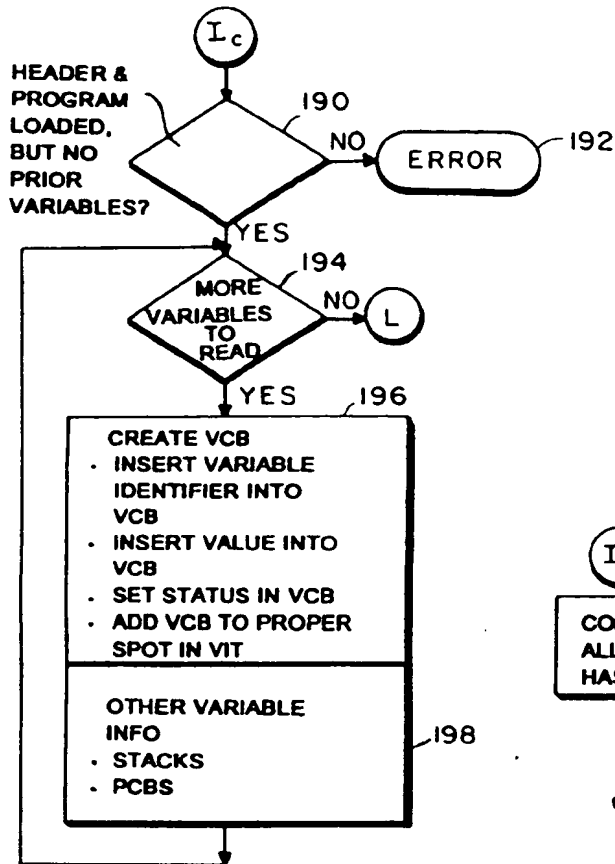 Ic
HEADER &
PROGRAM
LOADED,
BUT NO
PRIOR
VARIABLES?
190
NO
ERROR
192
YES
194
MORE
VARIABLES
TO
READ
NO
L
YES
196
CREATE VCB
· INSERT VARIABLE
IDENTIFIER INTO
VCB
· INSERT VALUE INTO
VCB
· SET STATUS IN VCB
· ADD VCB TO PROPER
SPOT IN VIT
OTHER VARIABLE
INFO
· STACKS
· PCBS
198
I
ALL
HAS